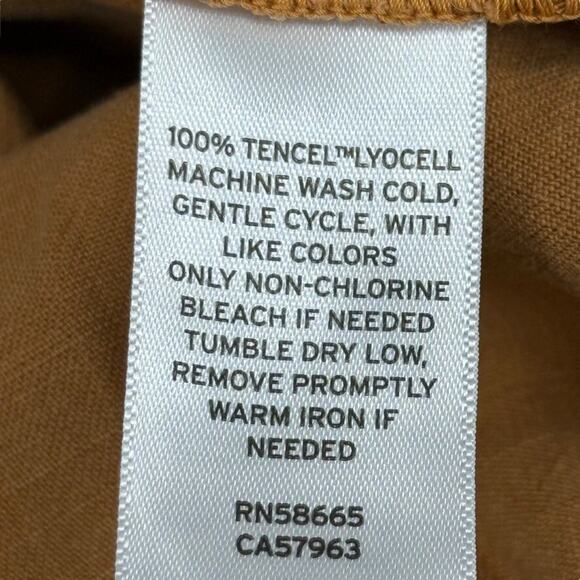 100% TENCEL™LYOCELL
MACHINE WASH COLD,
GENTLE CYCLE, WITH
LIKE COLORS
ONLY NON-CHLORINE
BLEACH IF NEEDED
TUMBLE DRY LOW,
REMOVE PROMPTLY
WARM IRON IF
NEEDED
RN58665
CA57963